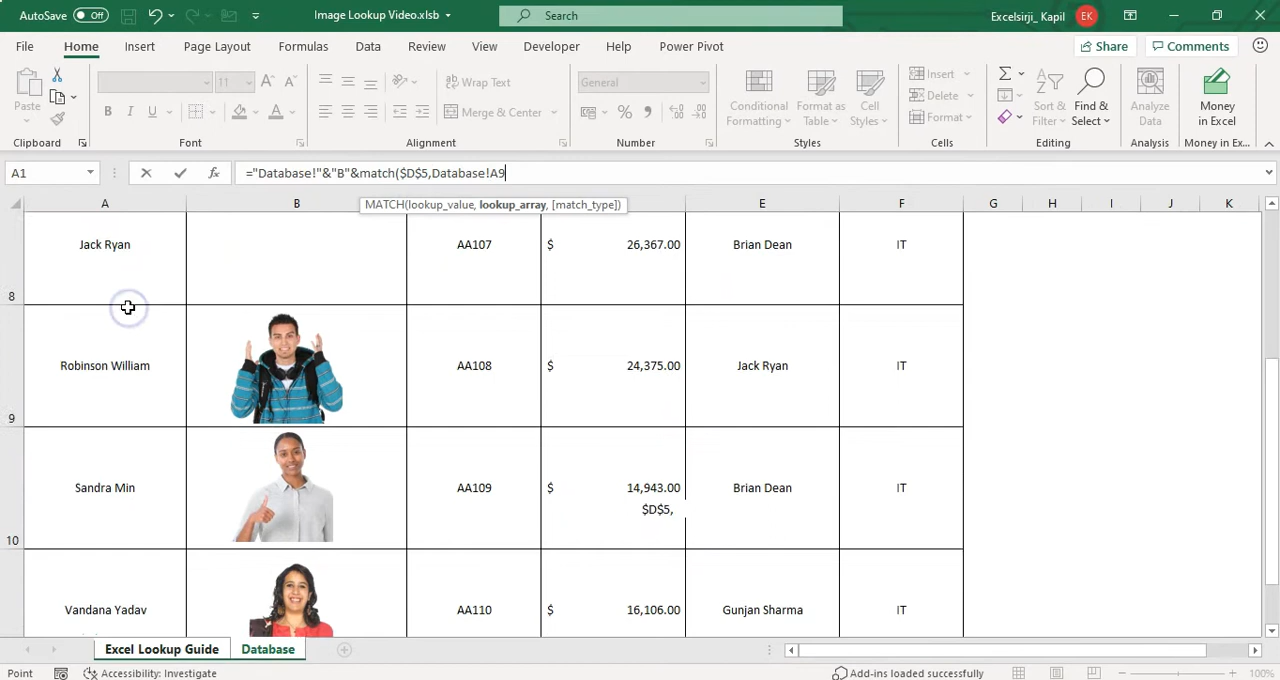 AutoSave Off Image Lookup Video.xlsb Search Excelsirji_ Kapil EK
File Home Insert Page Layout Formulas Data Review View Developer Help Power Pivot Share Comments
Paste 11 A A Wrap Text General Conditional Formatting Format as Table Cell Styles Insert Delete Format Sort & Filter Find & Select Analyze Data Money in Excel
B I U A Merge & Center $ % 9
Clipboard Font Alignment Number Styles Cells Editing Analysis Money in Ex...
A1 fx ="Database!"&"B"&match($D$5,Database!A9
MATCH(lookup_value, lookup_array, [match_type])
A B C D E F G H I J K
8 Jack Ryan AA107 $ 26,367.00 Brian Dean IT
9 Robinson William AA108 $ 24,375.00 Jack Ryan IT
10 Sandra Min AA109 $ 14,943.00 Brian Dean IT
$D$5,
Vandana Yadav AA110 $ 16,106.00 Gunjan Sharma IT
Excel Lookup Guide Database
Point Accessibility: Investigate Add-ins loaded successfully 100%